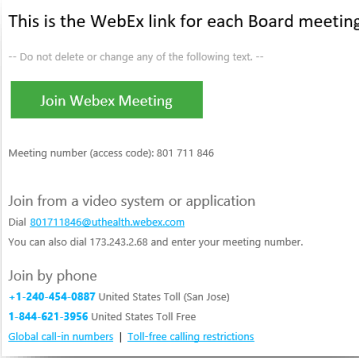 This is the WebEx link for each Board meeting
-- Do not delete or change any of the following text. --
Join Webex Meeting
Meeting number (access code): 801 711 846
Join from a video system or application
Dial 801711846@uthealth.webex.com
You can also dial 173.243.2.68 and enter your meeting number.
Join by phone
+1-240-454-0887 United States Toll (San Jose)
1-844-621-3956 United States Toll Free
Global call-in numbers | Toll-free calling restrictions